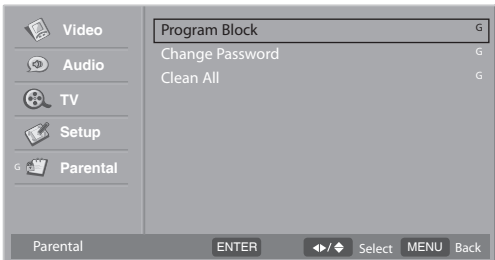 Video
Audio
TV
Setup
G Parental
Program Block G
Change Password G
Clean All G
Parental ENTER Select MENU Back